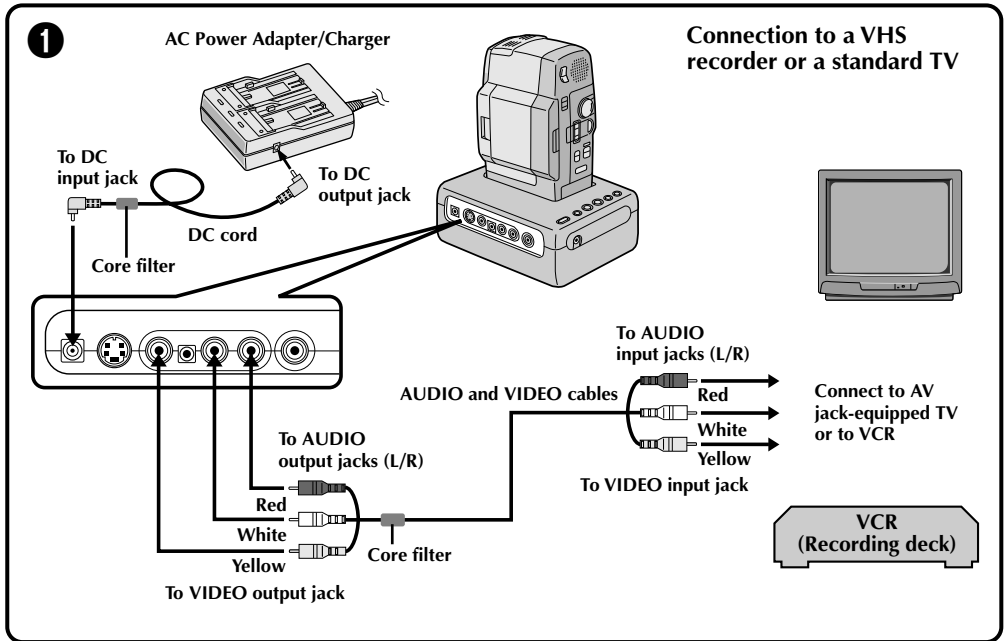 1
AC Power Adapter/Charger
Connection to a VHS
recorder or a standard TV
To DC
input jack
To DC
output jack
DC cord
Core filter
To AUDIO
input jacks (L/R)
AUDIO and VIDEO cables
Red
White
Yellow
Connect to AV
jack-equipped TV
or to VCR
To VIDEO input jack
To AUDIO
output jacks (L/R)
Red
White
Yellow
Core filter
To VIDEO output jack
VCR
(Recording deck)